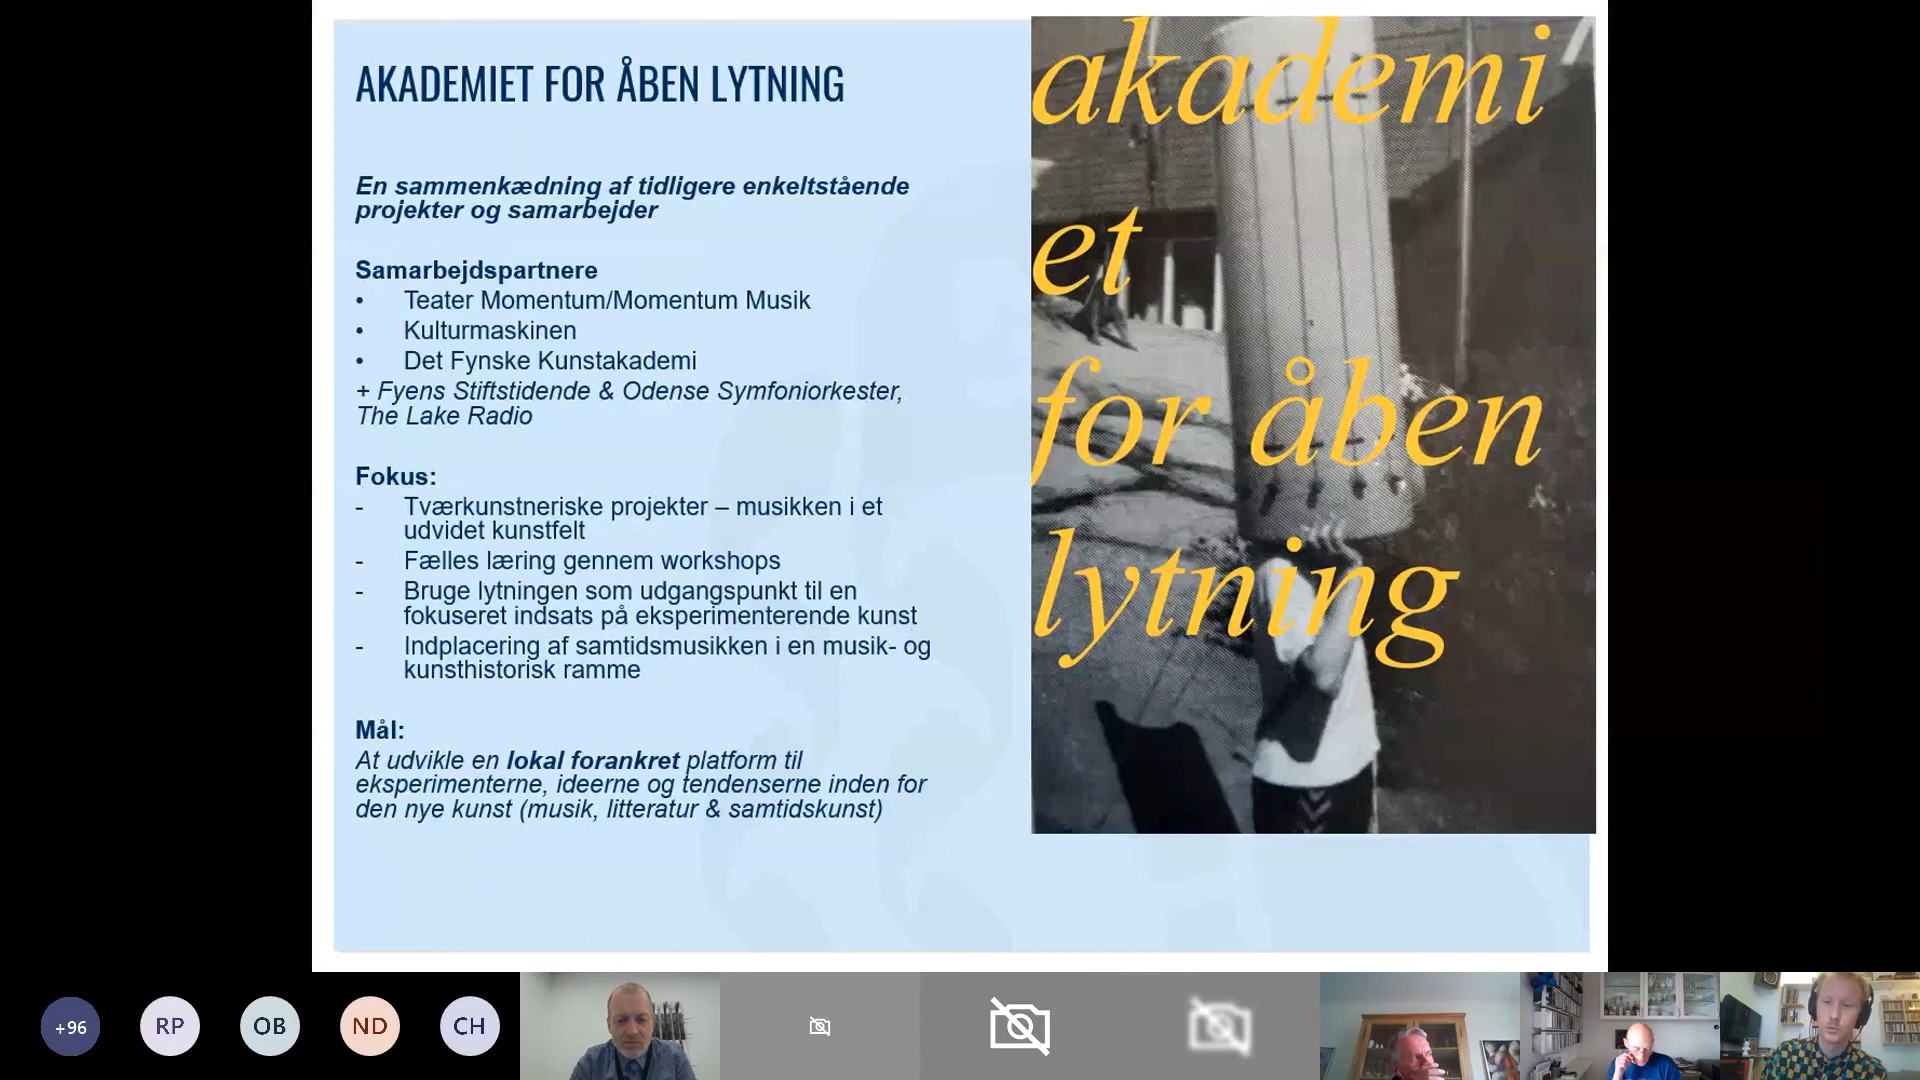 AKADEMIET FOR ÅBEN LYTNING
En sammenkædning af tidligere enkeltstående
projekter og samarbejder
Samarbejdspartnere
• Teater Momentum/Momentum Musik
• Kulturmaskinen
• Det Fynske Kunstakademi
+ Fyens Stiftstidende & Odense Symfoniorkester,
The Lake Radio
Fokus:
- Tværkunstneriske projekter – musikken i et
udvidet kunstfelt
- Fælles læring gennem workshops
- Bruge lytningen som udgangspunkt til en
fokuseret indsats på eksperimenterende kunst
- Indplacering af samtidsmusikken i en musik- og
kunsthistorisk ramme
Mål:
At udvikle en lokal forankret platform til
eksperimenterne, ideerne og tendenserne inden for
den nye kunst (musik, litteratur & samtidskunst)
akademi
et
for åben
lytning
+96
RP
OB
ND
CH